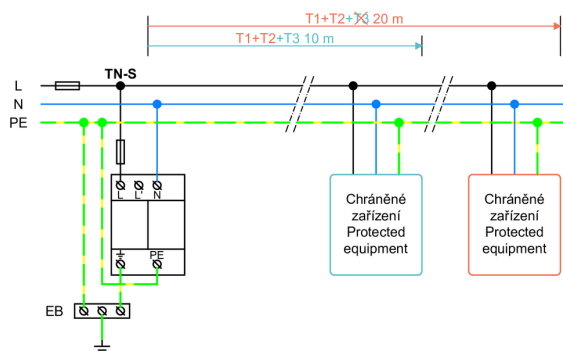 T1+T2+T3 20 m
T1+T2+T3 10 m
TN-S
L
N
PE
L L' N
PE
EB
Chráněné
zařízení
Protected
equipment
Chráněné
zařízení
Protected
equipment